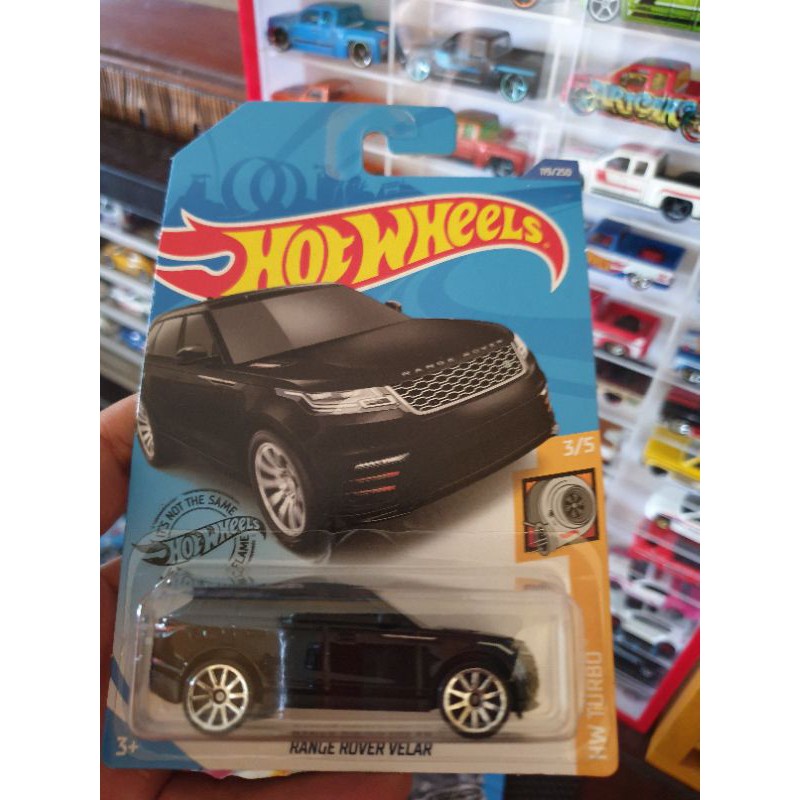 119/250
HOT WHEELS
RANGE ROVER
3/5
IT'S NOT THE SAME
HOT WHEELS
HW TURBO
3+
RANGE ROVER VELAR